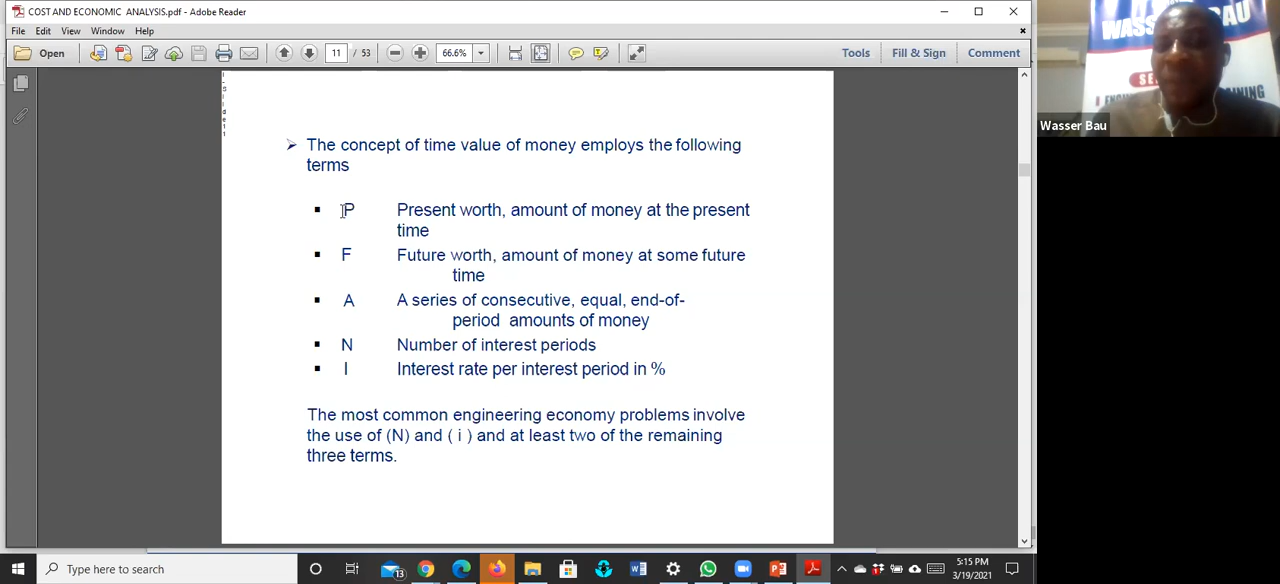 COST AND ECONOMIC ANALYSIS.pdf - Adobe Reader
File Edit View Window Help
Open 11 / 53 66.6% Tools Fill & Sign Comment
The concept of time value of money employs the following
terms
P Present worth, amount of money at the present
time
F Future worth, amount of money at some future
time
A A series of consecutive, equal, end-of-
period amounts of money
N Number of interest periods
I Interest rate per interest period in %
The most common engineering economy problems involve
the use of (N) and ( i ) and at least two of the remaining
three terms.
WASS AU
Wasser Bau
Type here to search
13
5:15 PM
3/19/2021